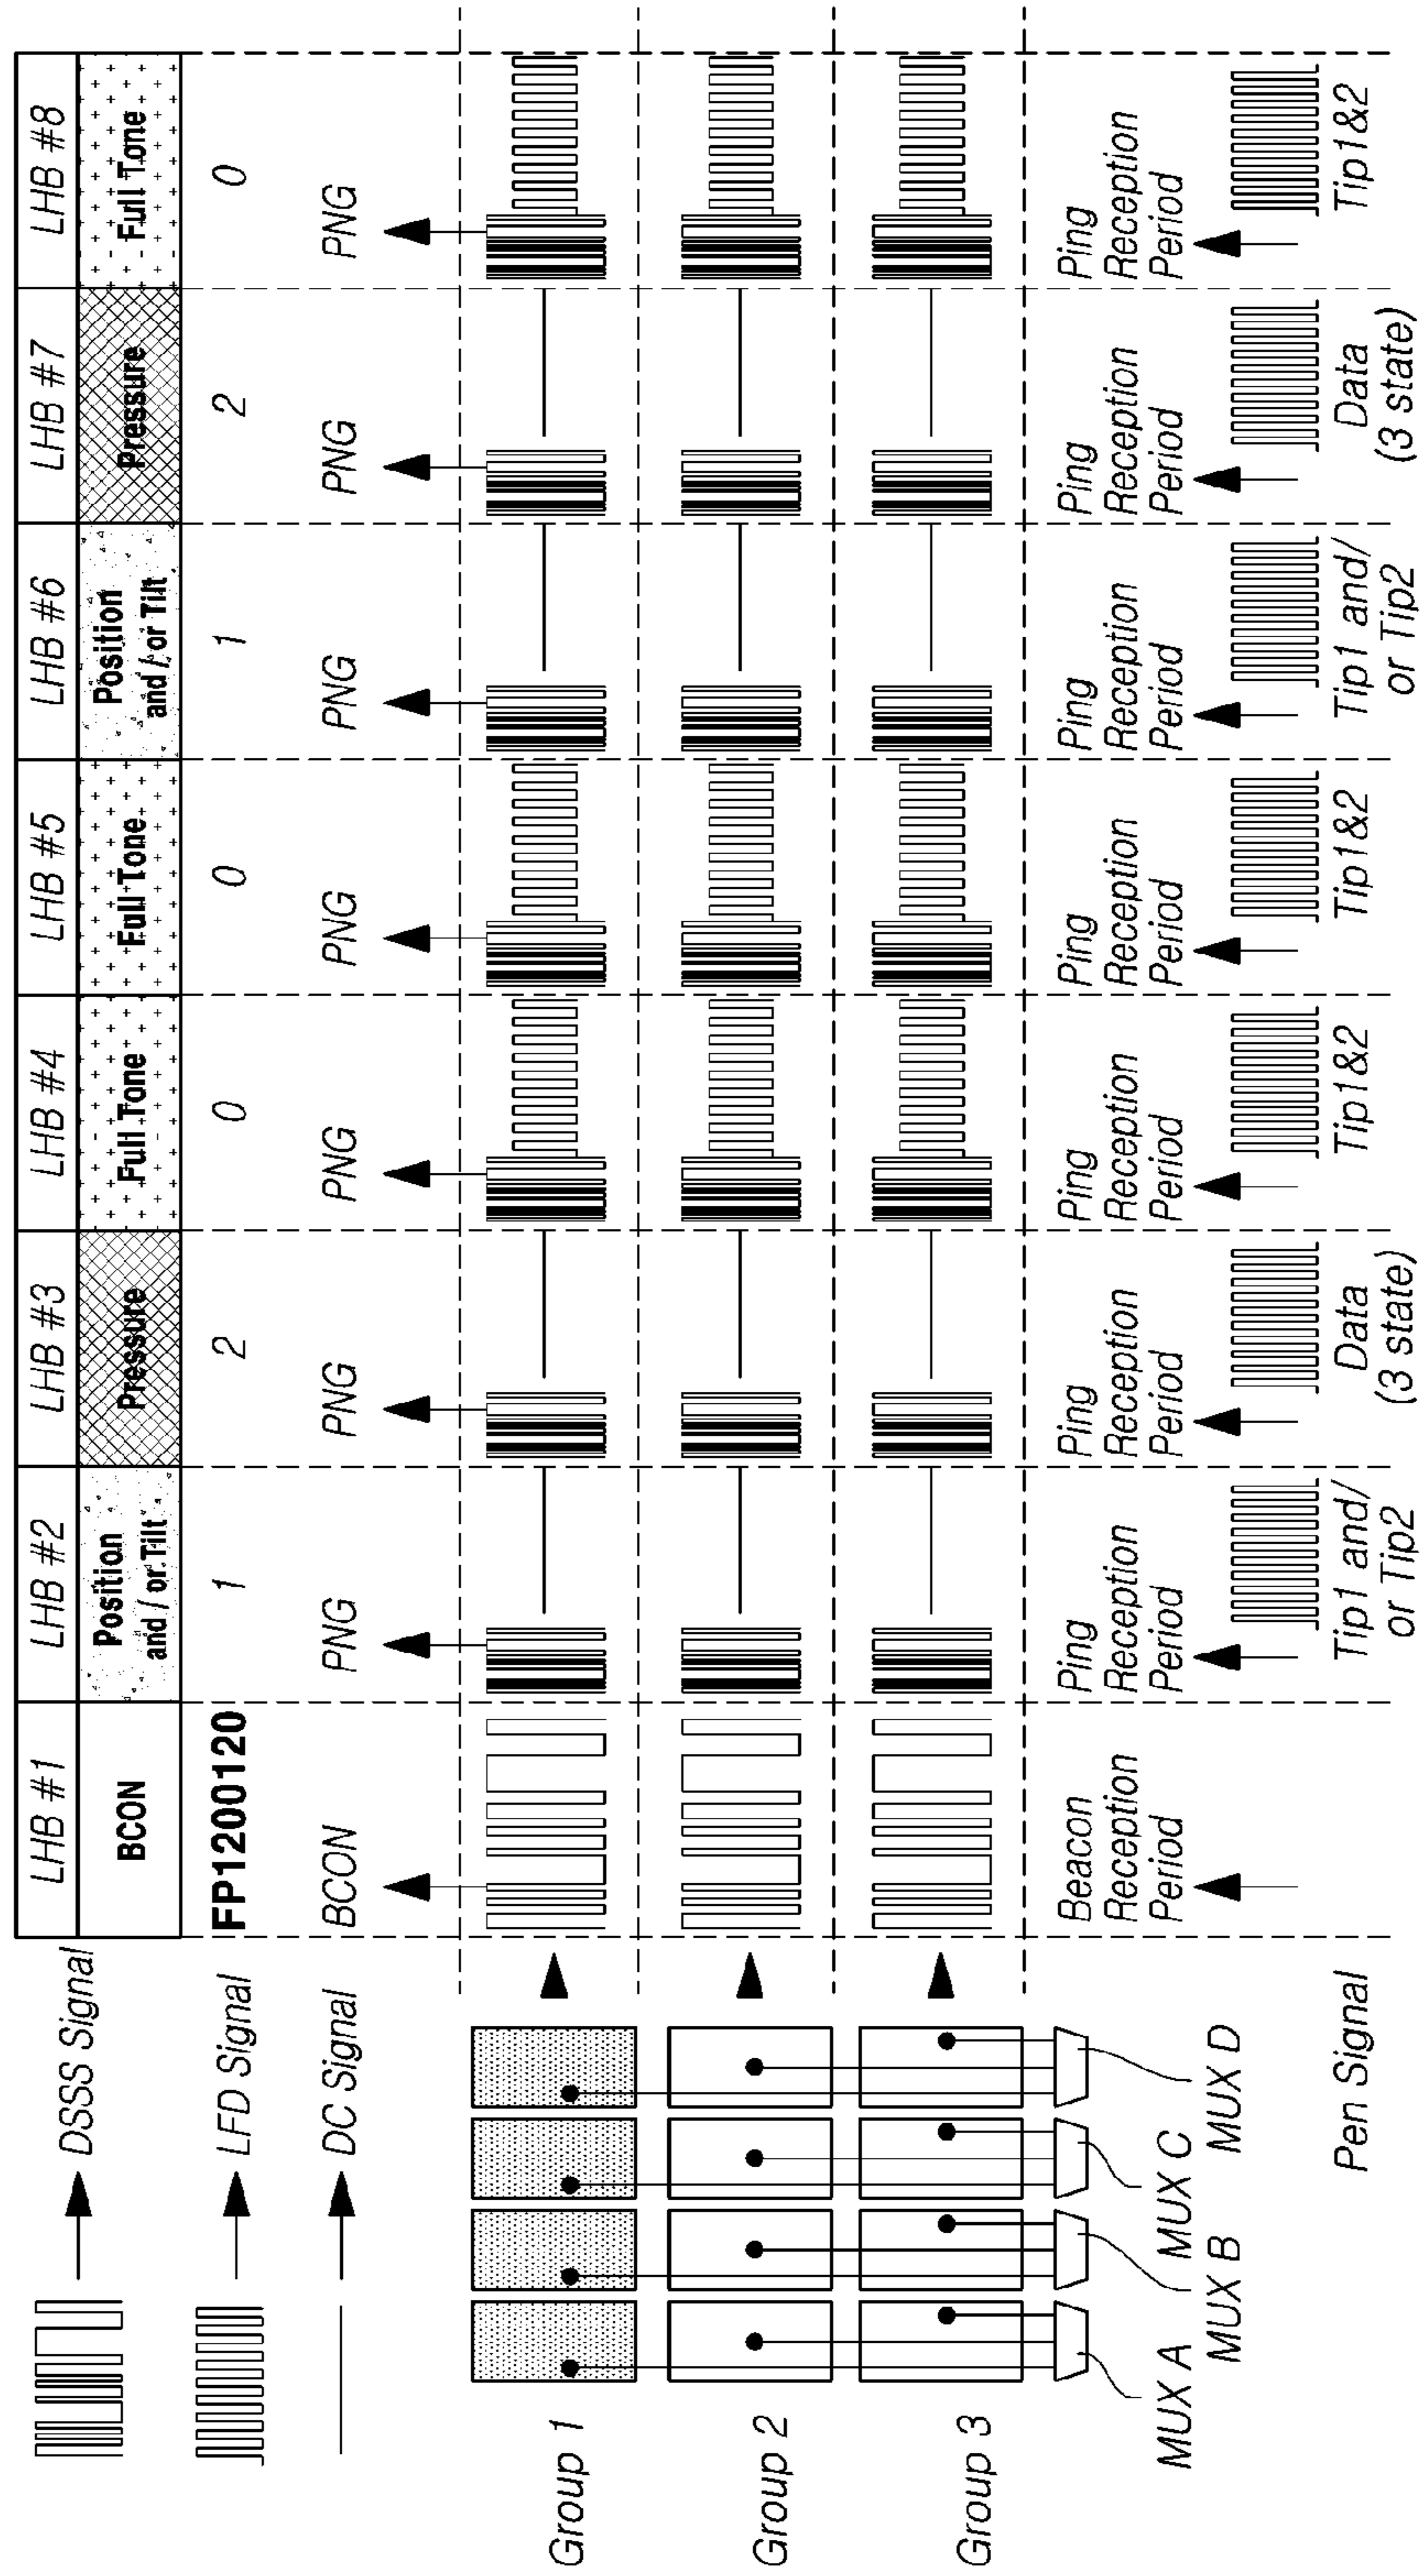 LHB #1 LHB #2 LHB #3 LHB #4 LHB #5 LHB #6 LHB #7 LHB #8
DSSS Signal
BCON
Position
and / or Tilt
Pressure
Full Tone
Full Tone
Position
and / or Tilt
Pressure
Full Tone
LFD Signal
FP1200120 1 2 0 0 1 2 0
DC Signal
BCON PNG PNG PNG PNG PNG PNG PNG
Group 1
Group 2
Group 3
MUX A
MUX B
MUX C
MUX D
Beacon
Reception
Period
Ping
Reception
Period
Ping
Reception
Period
Ping
Reception
Period
Ping
Reception
Period
Ping
Reception
Period
Ping
Reception
Period
Ping
Reception
Period
Pen Signal
Tip1 and/
or Tip2
Data
(3 state)
Tip1&2
Tip1&2
Tip1 and/
or Tip2
Data
(3 state)
Tip1&2